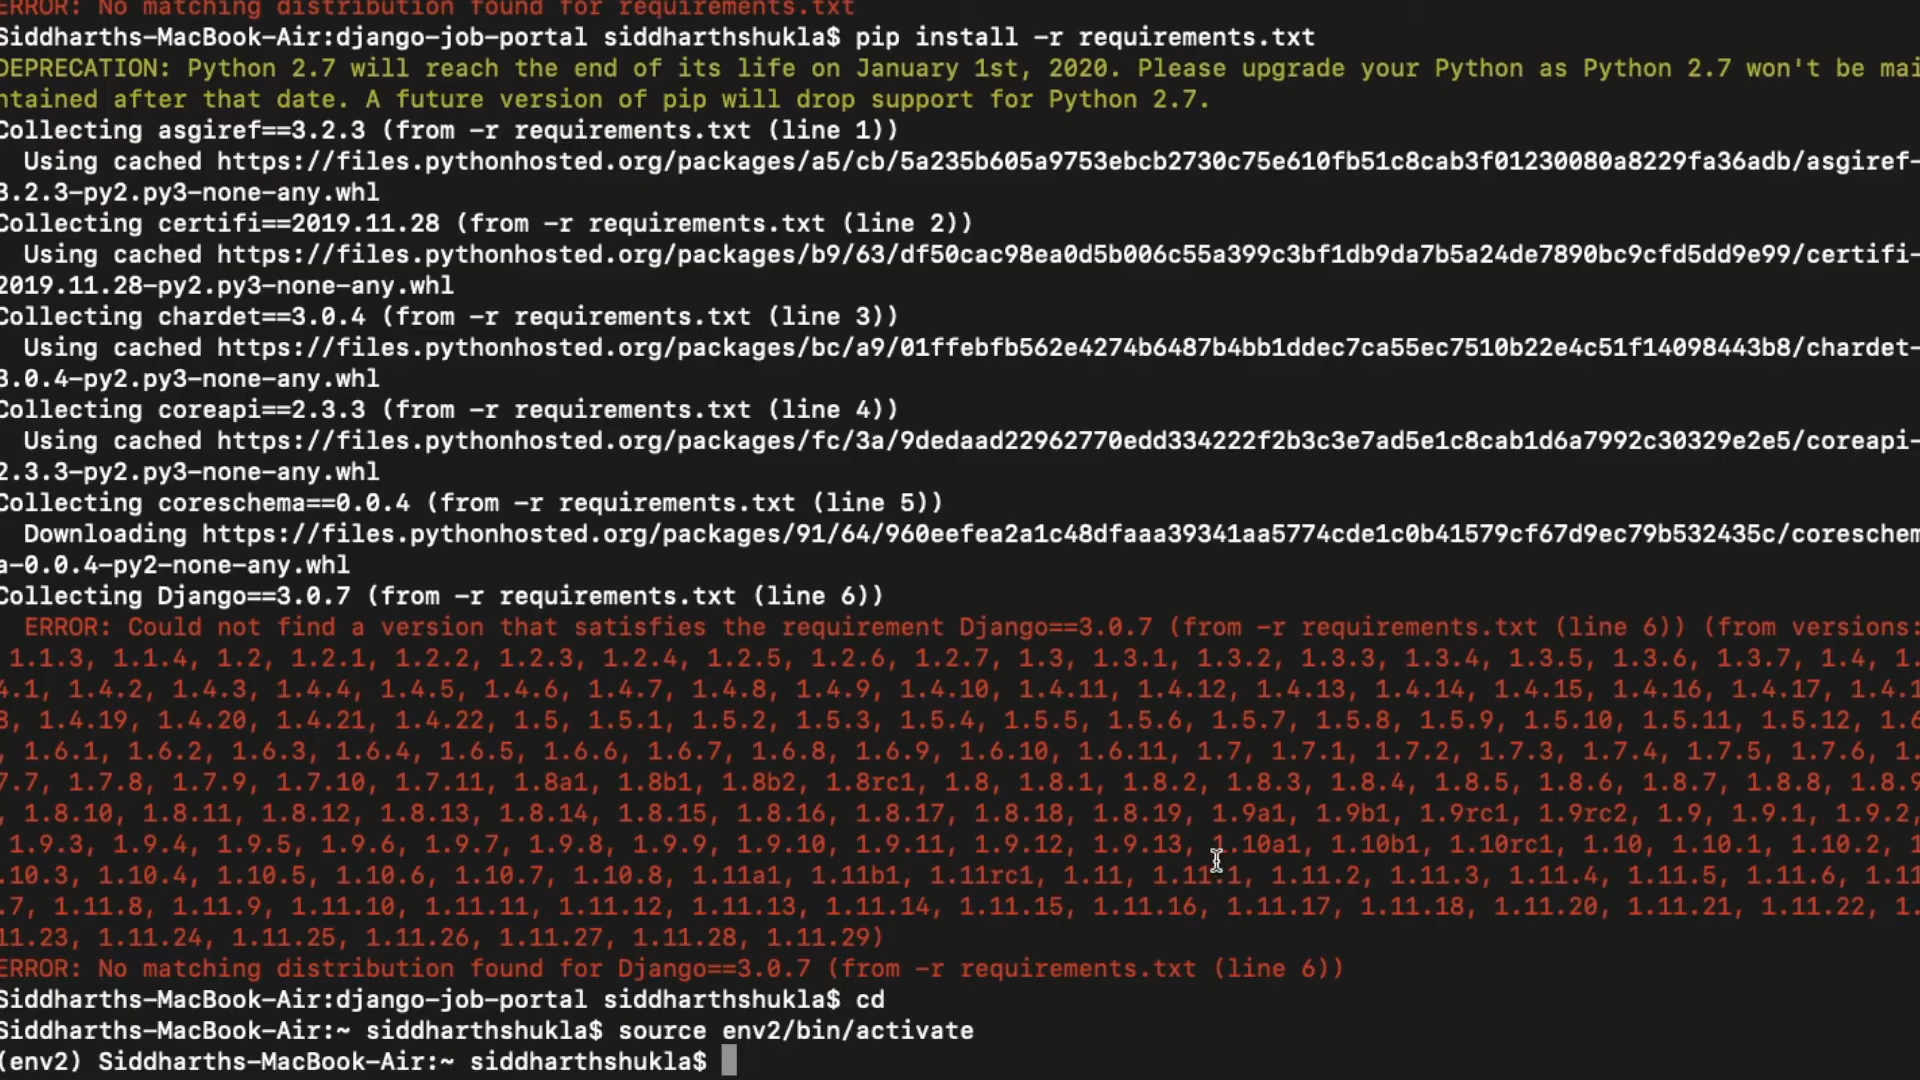 ERROR: No matching distribution found for requirements.txt
Siddharths-MacBook-Air:django-job-portal siddharthshukla$ pip install -r requirements.txt
DEPRECATION: Python 2.7 will reach the end of its life on January 1st, 2020. Please upgrade your Python as Python 2.7 won't be mai
ntained after that date. A future version of pip will drop support for Python 2.7.
Collecting asgiref==3.2.3 (from -r requirements.txt (line 1))
Using cached https://files.pythonhosted.org/packages/a5/cb/5a235b605a9753ebcb2730c75e610fb51c8cab3f01230080a8229fa36adb/asgiref-
3.2.3-py2.py3-none-any.whl
Collecting certifi==2019.11.28 (from -r requirements.txt (line 2))
Using cached https://files.pythonhosted.org/packages/b9/63/df50cac98ea0d5b006c55a399c3bf1db9da7b5a24de7890bc9cfd5dd9e99/certifi-
2019.11.28-py2.py3-none-any.whl
Collecting chardet==3.0.4 (from -r requirements.txt (line 3))
Using cached https://files.pythonhosted.org/packages/bc/a9/01ffebfb562e4274b6487b4bb1ddec7ca55ec7510b22e4c51f14098443b8/chardet-
3.0.4-py2.py3-none-any.whl
Collecting coreapi==2.3.3 (from -r requirements.txt (line 4))
Using cached https://files.pythonhosted.org/packages/fc/3a/9dedaad22962770edd334222f2b3c3e7ad5e1c8cab1d6a7992c30329e2e5/coreapi-
2.3.3-py2.py3-none-any.whl
Collecting coreschema==0.0.4 (from -r requirements.txt (line 5))
Downloading https://files.pythonhosted.org/packages/91/64/960eefea2a1c48dfaaa39341aa5774cde1c0b41579cf67d9ec79b532435c/coreschem
a-0.0.4-py2-none-any.whl
Collecting Django==3.0.7 (from -r requirements.txt (line 6))
ERROR: Could not find a version that satisfies the requirement Django==3.0.7 (from -r requirements.txt (line 6)) (from versions:
1.1.3, 1.1.4, 1.2, 1.2.1, 1.2.2, 1.2.3, 1.2.4, 1.2.5, 1.2.6, 1.2.7, 1.3, 1.3.1, 1.3.2, 1.3.3, 1.3.4, 1.3.5, 1.3.6, 1.3.7, 1.4, 1.
4.1, 1.4.2, 1.4.3, 1.4.4, 1.4.5, 1.4.6, 1.4.7, 1.4.8, 1.4.9, 1.4.10, 1.4.11, 1.4.12, 1.4.13, 1.4.14, 1.4.15, 1.4.16, 1.4.17, 1.4.1
8, 1.4.19, 1.4.20, 1.4.21, 1.4.22, 1.5, 1.5.1, 1.5.2, 1.5.3, 1.5.4, 1.5.5, 1.5.6, 1.5.7, 1.5.8, 1.5.9, 1.5.10, 1.5.11, 1.5.12, 1.6
, 1.6.1, 1.6.2, 1.6.3, 1.6.4, 1.6.5, 1.6.6, 1.6.7, 1.6.8, 1.6.9, 1.6.10, 1.6.11, 1.7, 1.7.1, 1.7.2, 1.7.3, 1.7.4, 1.7.5, 1.7.6, 1.
7.7, 1.7.8, 1.7.9, 1.7.10, 1.7.11, 1.8a1, 1.8b1, 1.8b2, 1.8rc1, 1.8, 1.8.1, 1.8.2, 1.8.3, 1.8.4, 1.8.5, 1.8.6, 1.8.7, 1.8.8, 1.8.9
, 1.8.10, 1.8.11, 1.8.12, 1.8.13, 1.8.14, 1.8.15, 1.8.16, 1.8.17, 1.8.18, 1.8.19, 1.9a1, 1.9b1, 1.9rc1, 1.9rc2, 1.9, 1.9.1, 1.9.2,
1.9.3, 1.9.4, 1.9.5, 1.9.6, 1.9.7, 1.9.8, 1.9.9, 1.9.10, 1.9.11, 1.9.12, 1.9.13, 1.10a1, 1.10b1, 1.10rc1, 1.10, 1.10.1, 1.10.2, 1
.10.3, 1.10.4, 1.10.5, 1.10.6, 1.10.7, 1.10.8, 1.11a1, 1.11b1, 1.11rc1, 1.11, 1.11.1, 1.11.2, 1.11.3, 1.11.4, 1.11.5, 1.11.6, 1.11
.7, 1.11.8, 1.11.9, 1.11.10, 1.11.11, 1.11.12, 1.11.13, 1.11.14, 1.11.15, 1.11.16, 1.11.17, 1.11.18, 1.11.20, 1.11.21, 1.11.22, 1.
11.23, 1.11.24, 1.11.25, 1.11.26, 1.11.27, 1.11.28, 1.11.29)
ERROR: No matching distribution found for Django==3.0.7 (from -r requirements.txt (line 6))
Siddharths-MacBook-Air:django-job-portal siddharthshukla$ cd
Siddharths-MacBook-Air:~ siddharthshukla$ source env2/bin/activate
(env2) Siddharths-MacBook-Air:~ siddharthshukla$